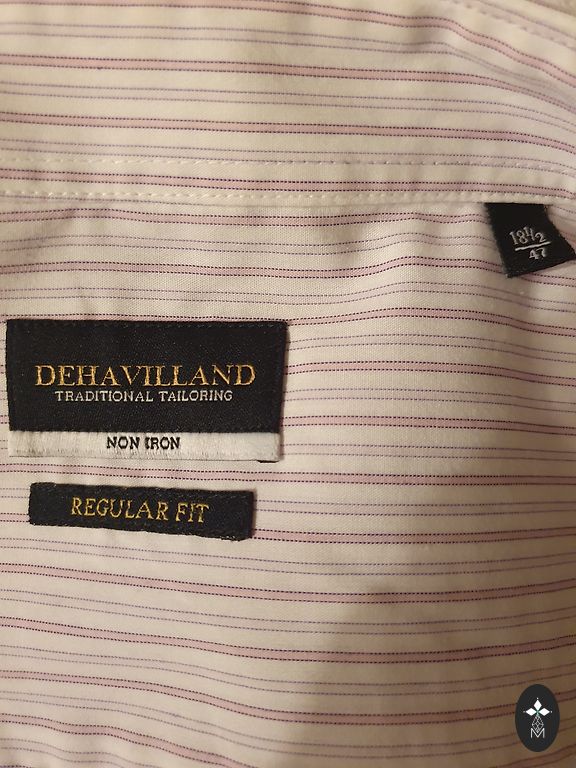 18½
47
DEHAVILLAND
TRADITIONAL TAILORING
NON IRON
REGULAR FIT
M